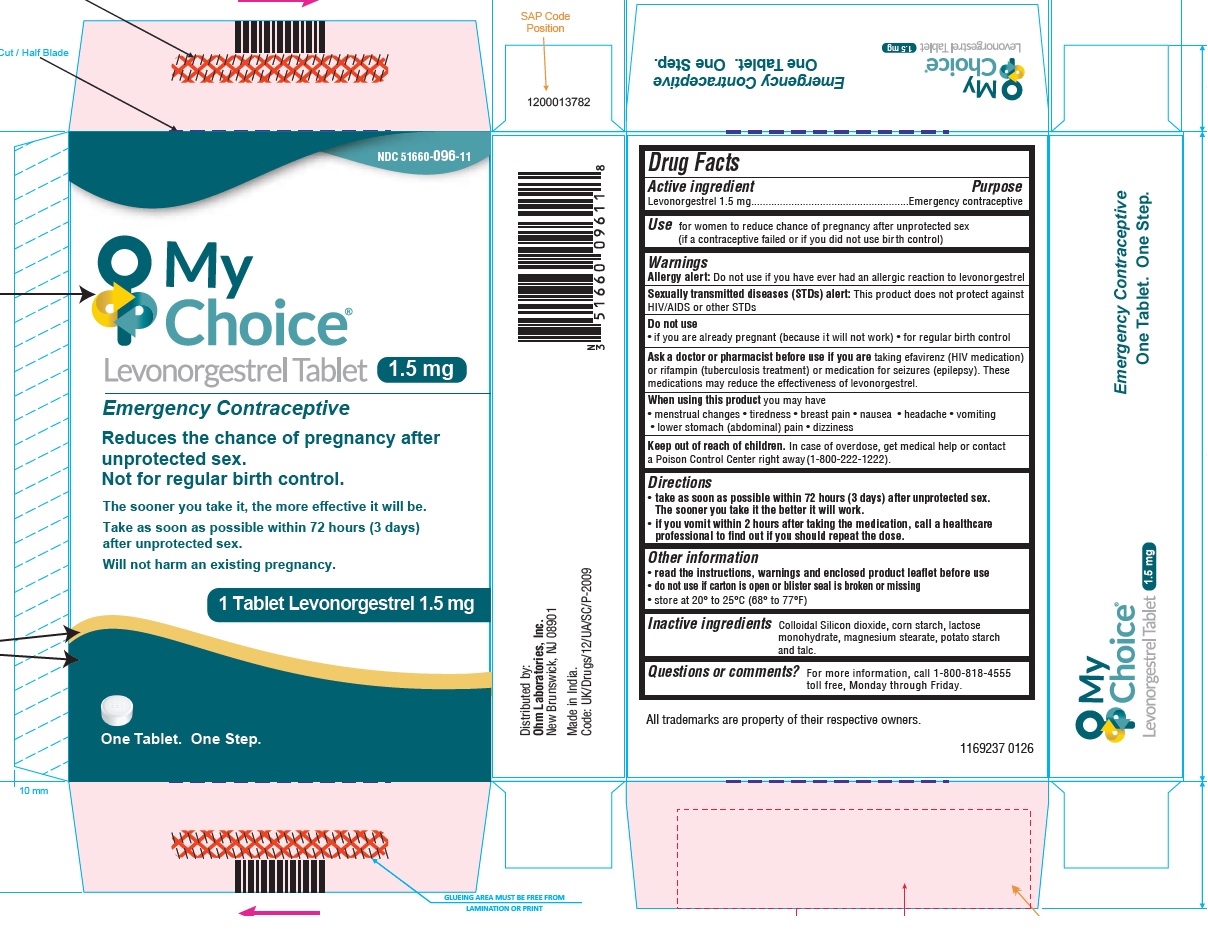 Cut / Half Blade
SAP Code
Position
1200013782
My
Choice®
Levonorgestrel Tablet 1.5 mg
Emergency Contraceptive
One Tablet. One Step.
NDC 51660-096-11
My
Choice®
Levonorgestrel Tablet 1.5 mg
Emergency Contraceptive
Reduces the chance of pregnancy after
unprotected sex.
Not for regular birth control.
The sooner you take it, the more effective it will be.
Take as soon as possible within 72 hours (3 days)
after unprotected sex.
Will not harm an existing pregnancy.
1 Tablet Levonorgestrel 1.5 mg
One Tablet. One Step.
10 mm
GLUEING AREA MUST BE FREE FROM
LAMINATION OR PRINT
N 3 51660 09611 8
Distributed by:
Ohm Laboratories, Inc.
New Brunswick, NJ 08901
Made in India.
Code: UK/Drugs/12/UA/SC/P-2009
Drug Facts
Active ingredient Purpose
Levonorgestrel 1.5 mg......................................................Emergency contraceptive
Use for women to reduce chance of pregnancy after unprotected sex
(if a contraceptive failed or if you did not use birth control)
Warnings
Allergy alert: Do not use if you have ever had an allergic reaction to levonorgestrel
Sexually transmitted diseases (STDs) alert: This product does not protect against
HIV/AIDS or other STDs
Do not use
• if you are already pregnant (because it will not work) • for regular birth control
Ask a doctor or pharmacist before use if you are taking efavirenz (HIV medication)
or rifampin (tuberculosis treatment) or medication for seizures (epilepsy). These
medications may reduce the effectiveness of levonorgestrel.
When using this product you may have
• menstrual changes • tiredness • breast pain • nausea • headache • vomiting
• lower stomach (abdominal) pain • dizziness
Keep out of reach of children. In case of overdose, get medical help or contact
a Poison Control Center right away (1-800-222-1222).
Directions
• take as soon as possible within 72 hours (3 days) after unprotected sex.
The sooner you take it the better it will work.
• if you vomit within 2 hours after taking the medication, call a healthcare
professional to find out if you should repeat the dose.
Other information
• read the instructions, warnings and enclosed product leaflet before use
• do not use if carton is open or blister seal is broken or missing
• store at 20° to 25°C (68° to 77°F)
Inactive ingredients Colloidal Silicon dioxide, corn starch, lactose
monohydrate, magnesium stearate, potato starch
and talc.
Questions or comments? For more information, call 1-800-818-4555
toll free, Monday through Friday.
All trademarks are property of their respective owners.
1169237 0126
My
Choice®
Levonorgestrel Tablet 1.5 mg
Emergency Contraceptive
One Tablet. One Step.